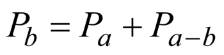 P_b = P_a + P_{a-b}